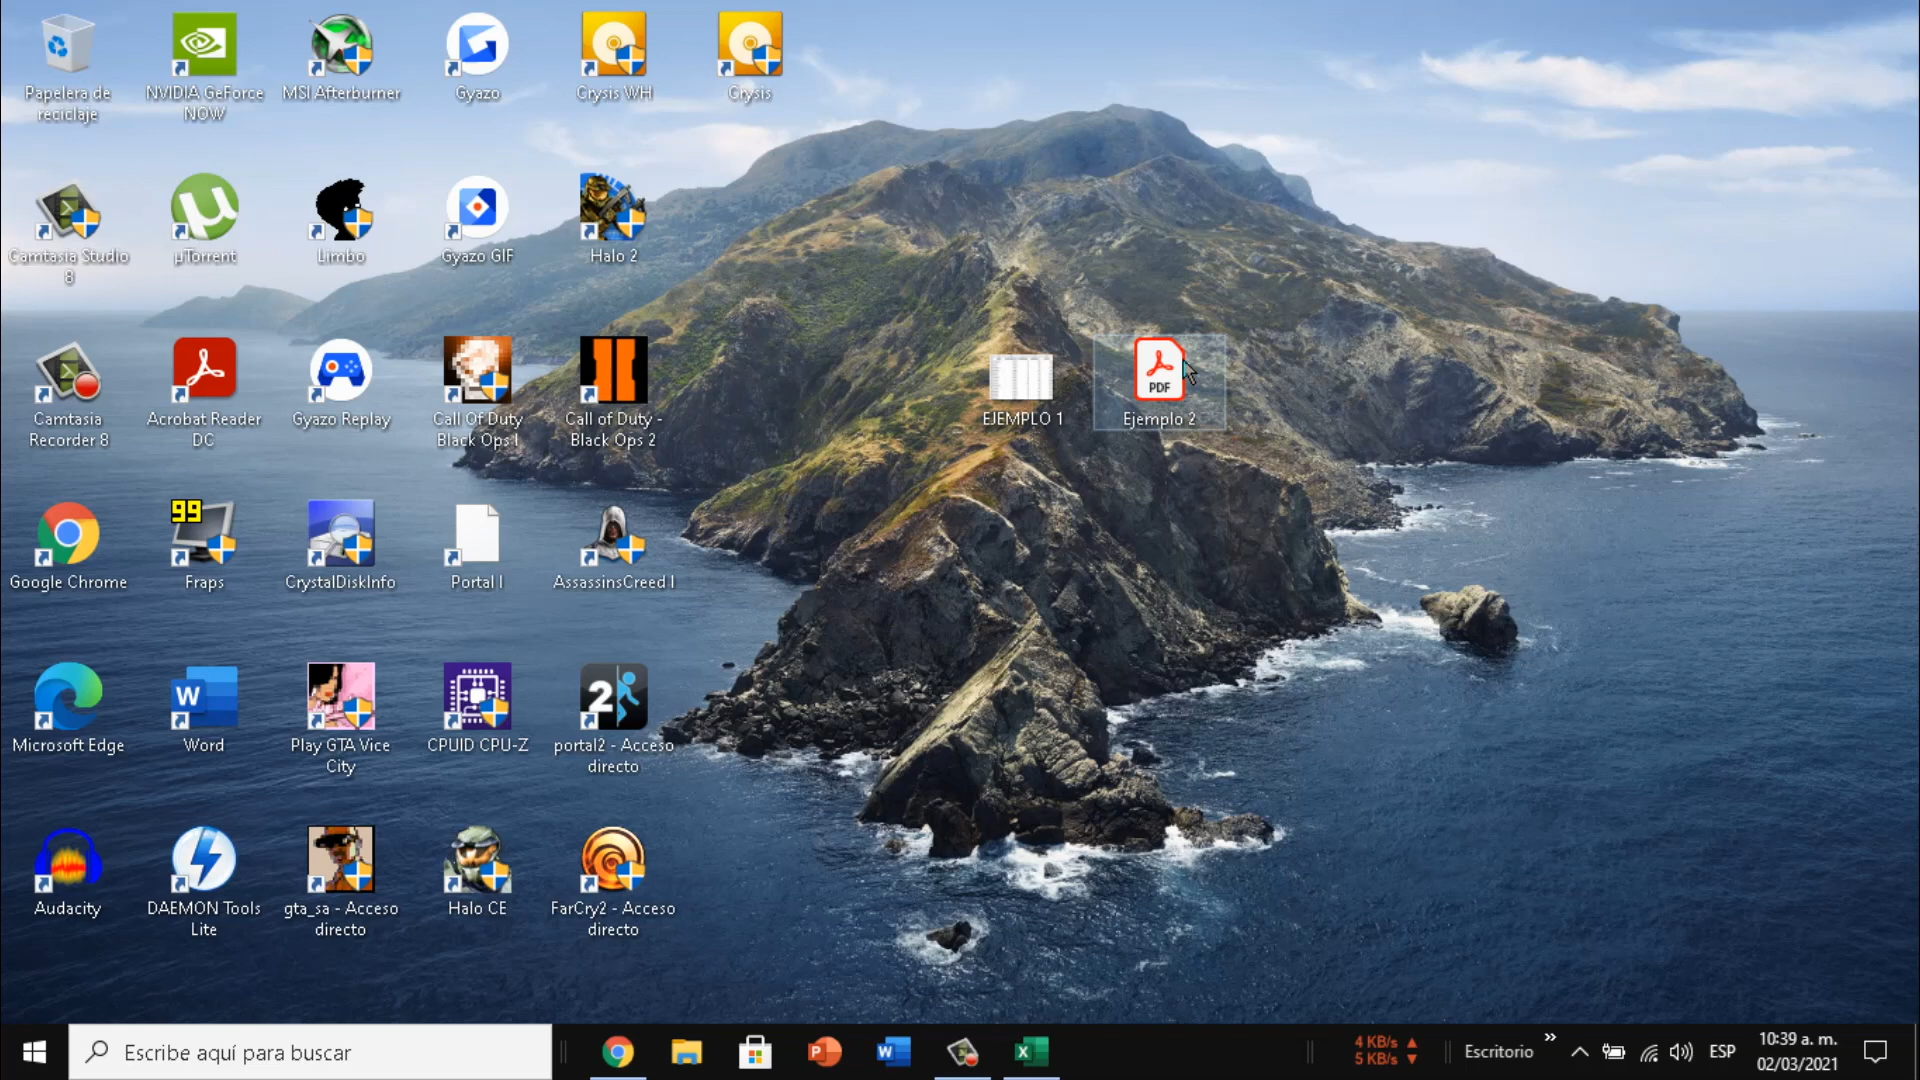 Papelera de
reciclaje
NVIDIA GeForce
NOW
MSI Afterburner
Gyazo
Crysis WH
Crysis
Camtasia Studio
8
µTorrent
Limbo
Gyazo GIF
Halo 2
Camtasia
Recorder 8
Acrobat Reader
DC
Gyazo Replay
Call Of Duty
Black Ops I
Call of Duty -
Black Ops 2
EJEMPLO 1
PDF
Ejemplo 2
Google Chrome
99
Fraps
CrystalDiskInfo
Portal I
AssassinsCreed I
Microsoft Edge
W
Word
Play GTA Vice
City
CPUID CPU-Z
2
portal2 - Acceso
directo
Audacity
DAEMON Tools
Lite
gta_sa - Acceso
directo
Halo CE
FarCry2 - Acceso
directo
Escribe aquí para buscar
P
W
X
4 KB/s
5 KB/s
Escritorio
ESP
10:39 a. m.
02/03/2021